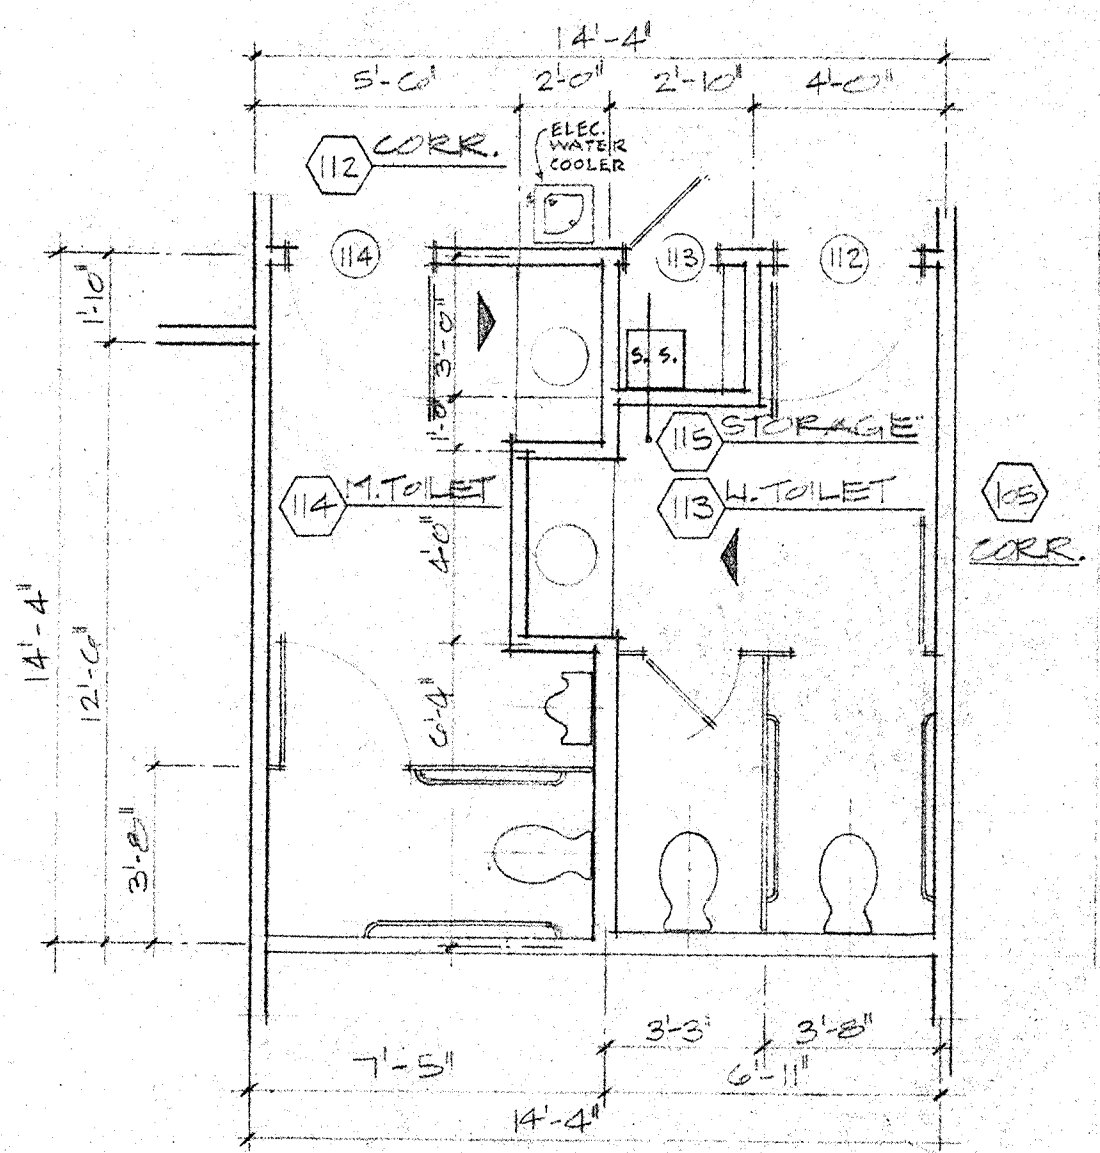 14'-4"
5'-6" 2'-0" 2'-10" 4'-0"
ELEC.
WATER
COOLER
112 CORR.
114 113 112
1'-10"
3'-0"
S. S.
1'-0"
115 STORAGE
114 M.TOILET
113 W.TOILET
105
CORR.
4'-0"
14'-4"
12'-6"
6'-4"
3'-8"
3'-3" 3'-8"
7'-5" 6'-11"
14'-4"